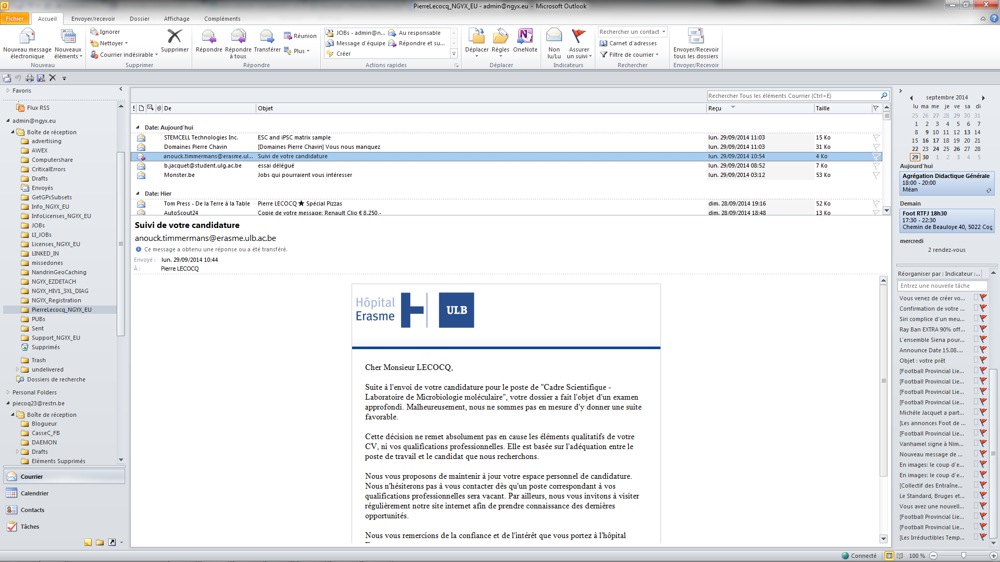 PierreLecocq_NGYX_EU - admin@ngyx.eu - Microsoft Outlook
Fichier
Accueil
Envoyer/recevoir
Dossier
Affichage
Compléments
Nouveau message électronique
Nouveaux éléments
Nouveau
Ignorer
Nettoyer
Courrier indésirable
Supprimer
Supprimer
Répondre
Répondre à tous
Transférer
Réunion
Plus
Répondre
JOBs - admin@n...
Au responsable
Message d'équipe
Répondre et su...
Créer
Actions rapides
Déplacer
Règles
OneNote
Déplacer
Non lu/Lu
Assurer un suivi
Indicateurs
Rechercher un contact
Carnet d'adresses
Filtre de courrier
Rechercher
Envoyer/Recevoir tous les dossiers
Envoyer/Recevoir
Favoris
Flux RSS
admin@ngyx.eu
Boîte de réception
advertising
AWEX
Computershare
CriticalErrors
Drafts
Envoyés
GetGPsSubsets
Info_NGYX_EU
InfoLicenses_NGYX_EU
JOBs
LI_JOBs
Licenses_NGYX_EU
LINKED_IN
missedones
NandrinGeoCaching
NGYX_EZDETACH
NGYX_HIV1_3XL_DIAG
NGYX_Registration
PierreLecocq_NGYX_EU
PUBs
Sent
Support_NGYX_EU
Supprimés
Trash
undelivered
Dossiers de recherche
Personal Folders
piecoq23@restn.be
Boîte de réception
Blogueur
CasseC_FB
DAEMON
Drafts
Eléments Supprimés
Courrier
Calendrier
Contacts
Tâches
Rechercher Tous les éléments Courrier (Ctrl+E)
! De Objet Reçu Taille
Date: Aujourd'hui
STEMCELL Technologies Inc. ESC and iPSC matrix sample lun. 29/09/2014 11:03 15 Ko
Domaines Pierre Chavin [Domaines Pierre Chavin] Vous nous manquez lun. 29/09/2014 11:03 31 Ko
anouck.timmermans@erasme.ul... Suivi de votre candidature lun. 29/09/2014 10:54 4 Ko
b.jacquet@student.ulg.ac.be essai délégué lun. 29/09/2014 08:52 7 Ko
Monster.be Jobs qui pourraient vous intéresser lun. 29/09/2014 03:12 53 Ko
Date: Hier
Tom Press - De la Terre à la Table Pierre LECOCQ ★ Spécial Pizzas dim. 28/09/2014 19:16 52 Ko
AutoScout24 Copie de votre message: Renault Clio € 8.250,- dim. 28/09/2014 18:48 13 Ko
Suivi de votre candidature
anouck.timmermans@erasme.ulb.ac.be
Ce message a obtenu une réponse ou a été transféré.
Envoyé : lun. 29/09/2014 10:44
À : Pierre LECOCQ
Hôpital
Erasme
ULB
Cher Monsieur LECOCQ,
Suite à l'envoi de votre candidature pour le poste de "Cadre Scientifique -
Laboratoire de Microbiologie moléculaire", votre dossier a fait l'objet d'un examen
approfondi. Malheureusement, nous ne sommes pas en mesure d'y donner une suite
favorable.
Cette décision ne remet absolument pas en cause les éléments qualitatifs de votre
CV, ni vos qualifications professionnelles. Elle est basée sur l'adéquation entre le
poste de travail et le candidat que nous recherchons.
Nous vous proposons de maintenir à jour votre espace personnel de candidature.
Nous n'hésiterons pas à vous contacter dès qu'un poste correspondant à vos
qualifications professionnelles sera vacant. Par ailleurs, nous vous invitons à visiter
régulièrement notre site internet afin de prendre connaissance des dernières
opportunités.
Nous vous remercions de la confiance et de l'intérêt que vous portez à l'hôpital
septembre 2014
lu ma me je ve sa di
25 26 27 28 29 30 31
1 2 3 4 5 6 7
8 9 10 11 12 13 14
15 16 17 18 19 20 21
22 23 24 25 26 27 28
29 30 1 2 3 4 5
Aujourd'hui
Agrégation Didactique Générale
18:00 - 20:00
Méan
Demain
Foot RTFJ 18h30
17:30 - 22:30
Chemin de Beauloye 40, 5022 Cog
mercredi
2 rendez-vous
Réorganiser par : Indicateur :...
Entrez une nouvelle tâche
Vous venez de créer vo...
Confirmation de votre ...
Siri complice d'un meu...
Ray Ban EXTRA 90% off...
L'ensemble Siena pour...
Announce Date 15.08....
Objet : votre prêt
[Football Provincial Lie...
[Football Provincial Lie...
[Football Provincial Lie...
[Football Provincial Lie...
Michèle Jacquet a part...
[Les annonces Foot de ...
[Football Provincial Lie...
Vanhamel signe à Nim...
Nouveau message de ...
En images: le coup d'e...
En images: le coup d'e...
[Collectif des Entraîne...
Le Standard, Bruges et...
Vous avez une nouvell...
[Football Provincial Lie...
[Football Provincial Lie...
[Les Irréductibles Temp...
Connecté
100 %